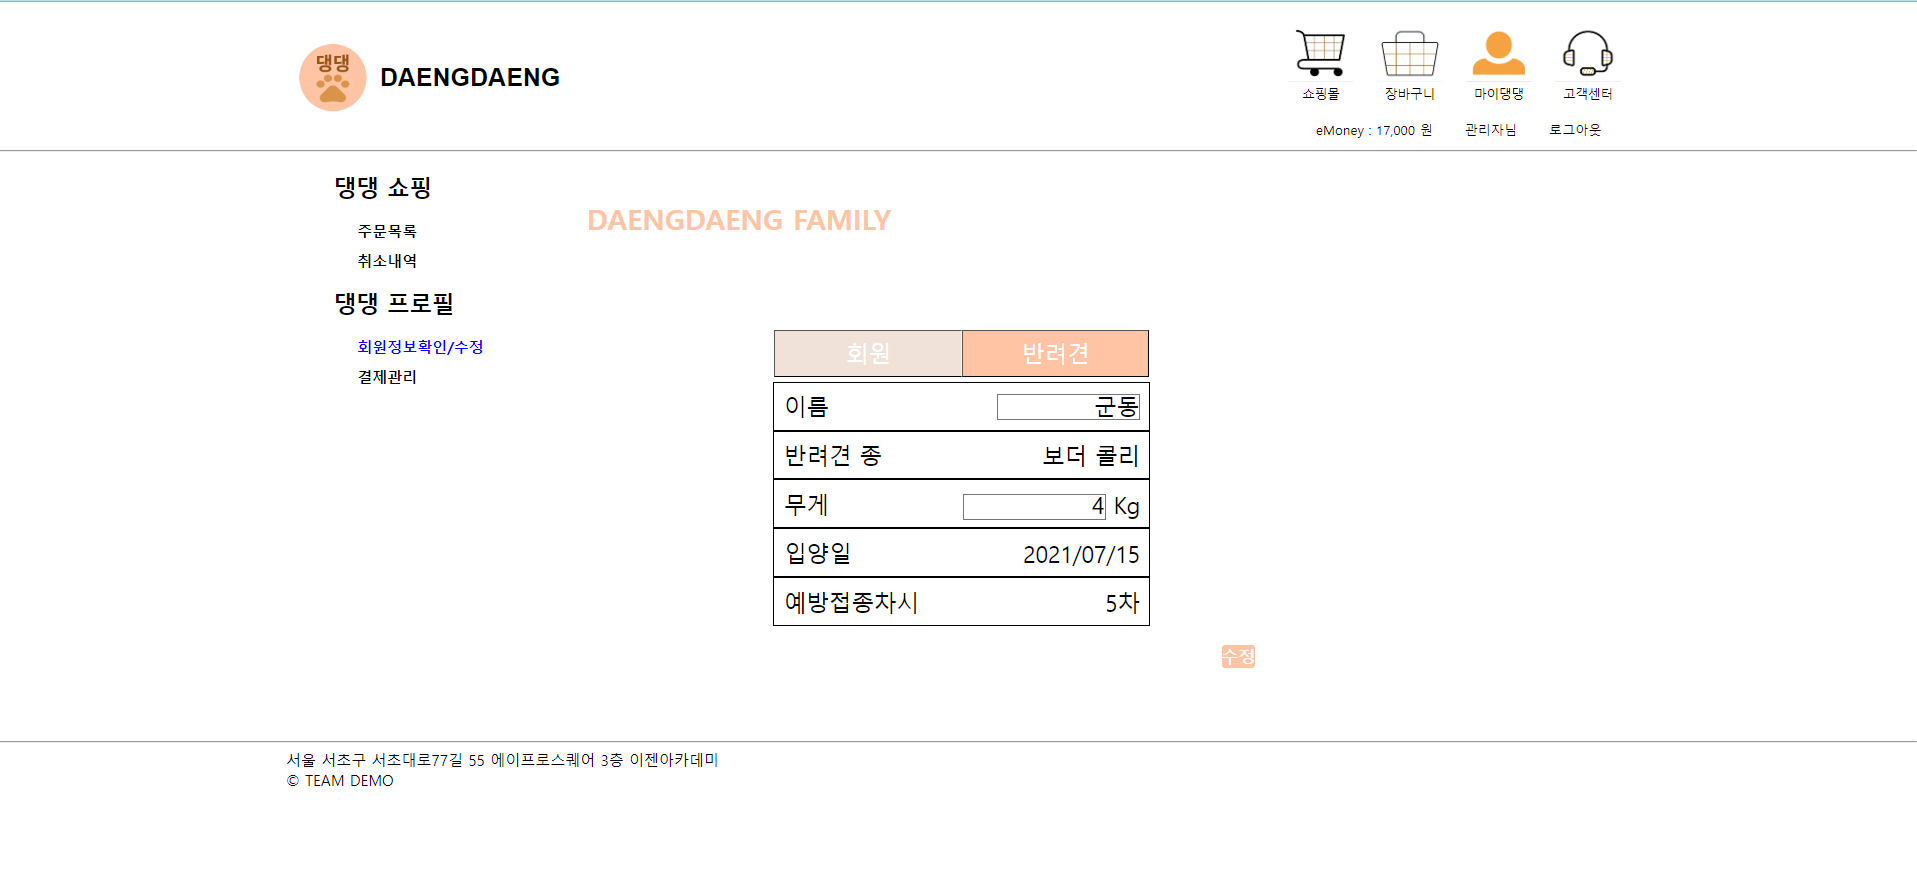 댕댕
DAENGDAENG
쇼핑몰 장바구니 마이댕댕 고객센터
eMoney : 17,000 원 관리자님 로그아웃
댕댕 쇼핑
주문목록
취소내역
댕댕 프로필
회원정보확인/수정
결제관리
DAENGDAENG FAMILY
회원 반려견
이름 군동
반려견 종 보더 콜리
무게 4 Kg
입양일 2021/07/15
예방접종차시 5차
수정
서울 서초구 서초대로77길 55 에이프로스퀘어 3층 이젠아카데미
© TEAM DEMO